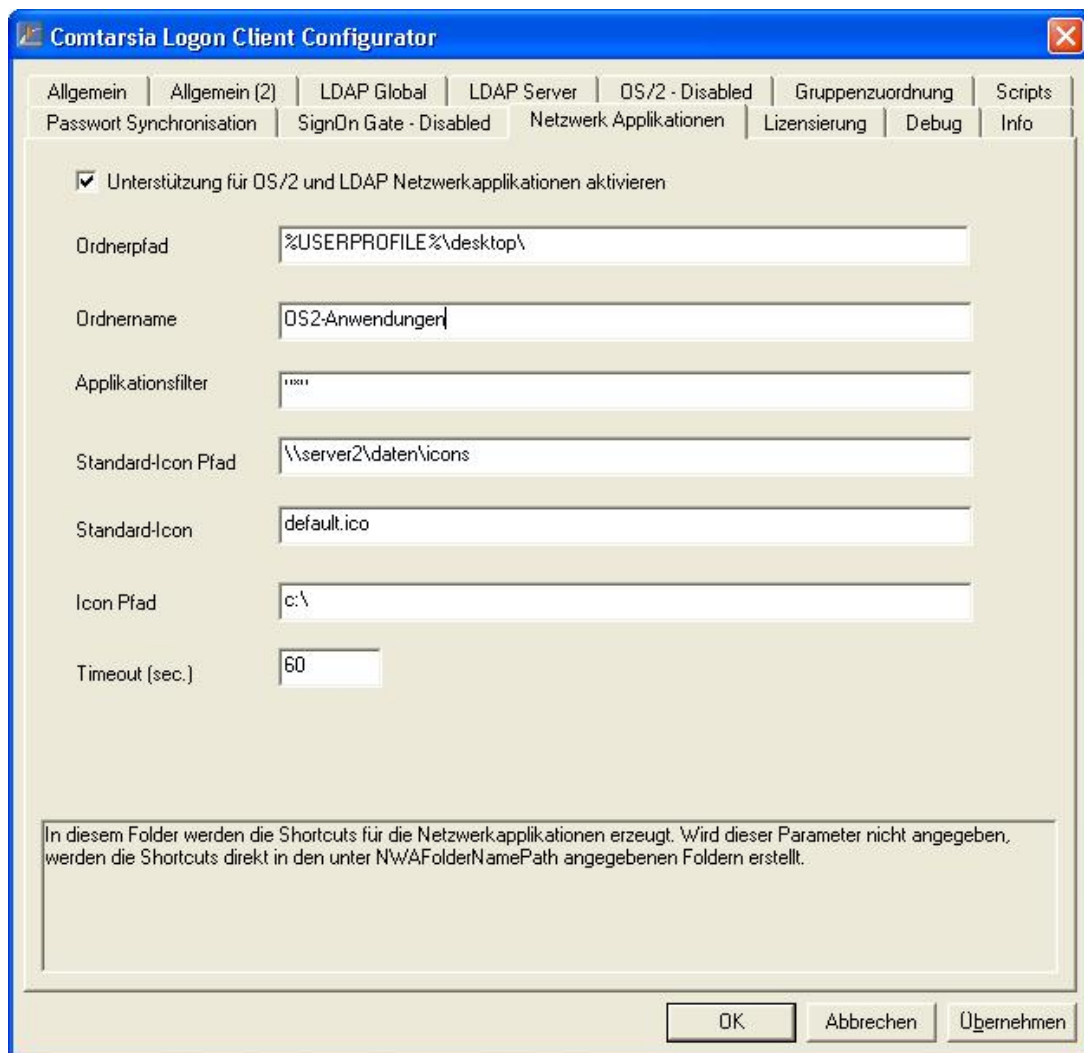 Comtarsia Logon Client Configurator
Allgemein
Allgemein (2)
LDAP Global
LDAP Server
OS/2 - Disabled
Gruppenzuordnung
Scripts
Passwort Synchronisation
SignOn Gate - Disabled
Netzwerk Applikationen
Lizensierung
Debug
Info
Unterstützung für OS/2 und LDAP Netzwerkapplikationen aktivieren
Ordnerpfad
%USERPROFILE%\desktop\
Ordnername
OS2-Anwendungen
Applikationsfilter
"*"
Standard-Icon Pfad
\\server2\daten\icons
Standard-Icon
default.ico
Icon Pfad
c:\
Timeout (sec.)
60
In diesem Folder werden die Shortcuts für die Netzwerkapplikationen erzeugt. Wird dieser Parameter nicht angegeben,
werden die Shortcuts direkt in den unter NWAFolderNamePath angegebenen Foldern erstellt.
OK
Abbrechen
Übernehmen